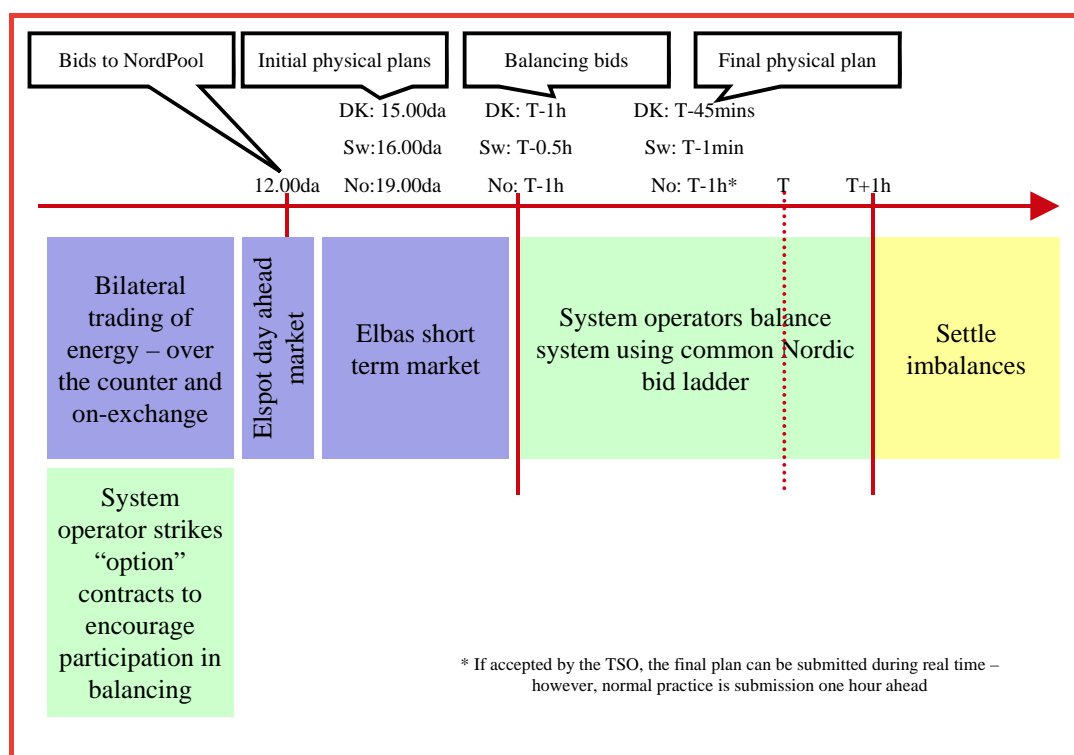 Bids to NordPool
Initial physical plans
Balancing bids
Final physical plan
DK: 15.00da
DK: T-1h
DK: T-45mins
Sw:16.00da
Sw: T-0.5h
Sw: T-1min
12.00da
No:19.00da
No: T-1h
No: T-1h*
T
T+1h
Bilateral
trading of
energy – over
the counter and
on-exchange
Elspot day ahead
market
Elbas short
term market
System operators balance
system using common Nordic
bid ladder
Settle
imbalances
System
operator strikes
“option”
contracts to
encourage
participation in
balancing
* If accepted by the TSO, the final plan can be submitted during real time –
however, normal practice is submission one hour ahead